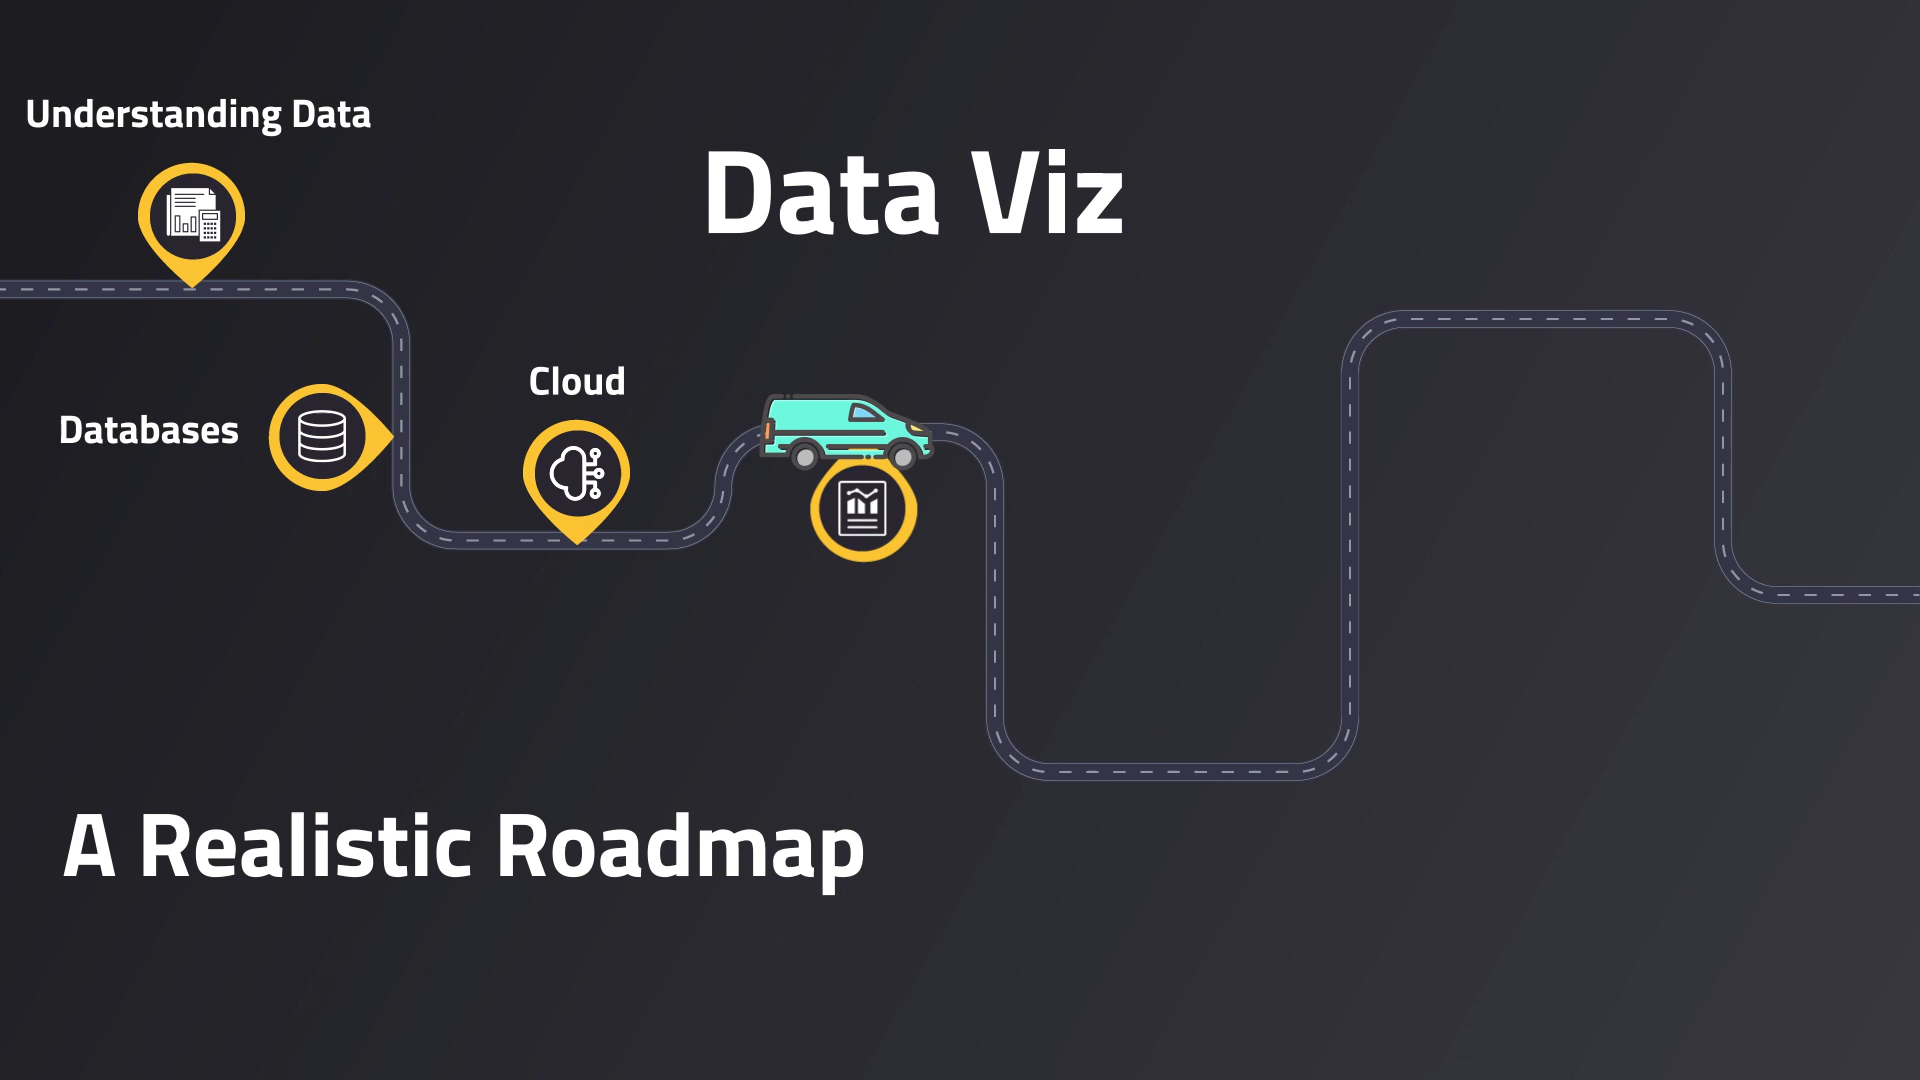 Understanding Data
Data Viz
Cloud
Databases
A Realistic Roadmap